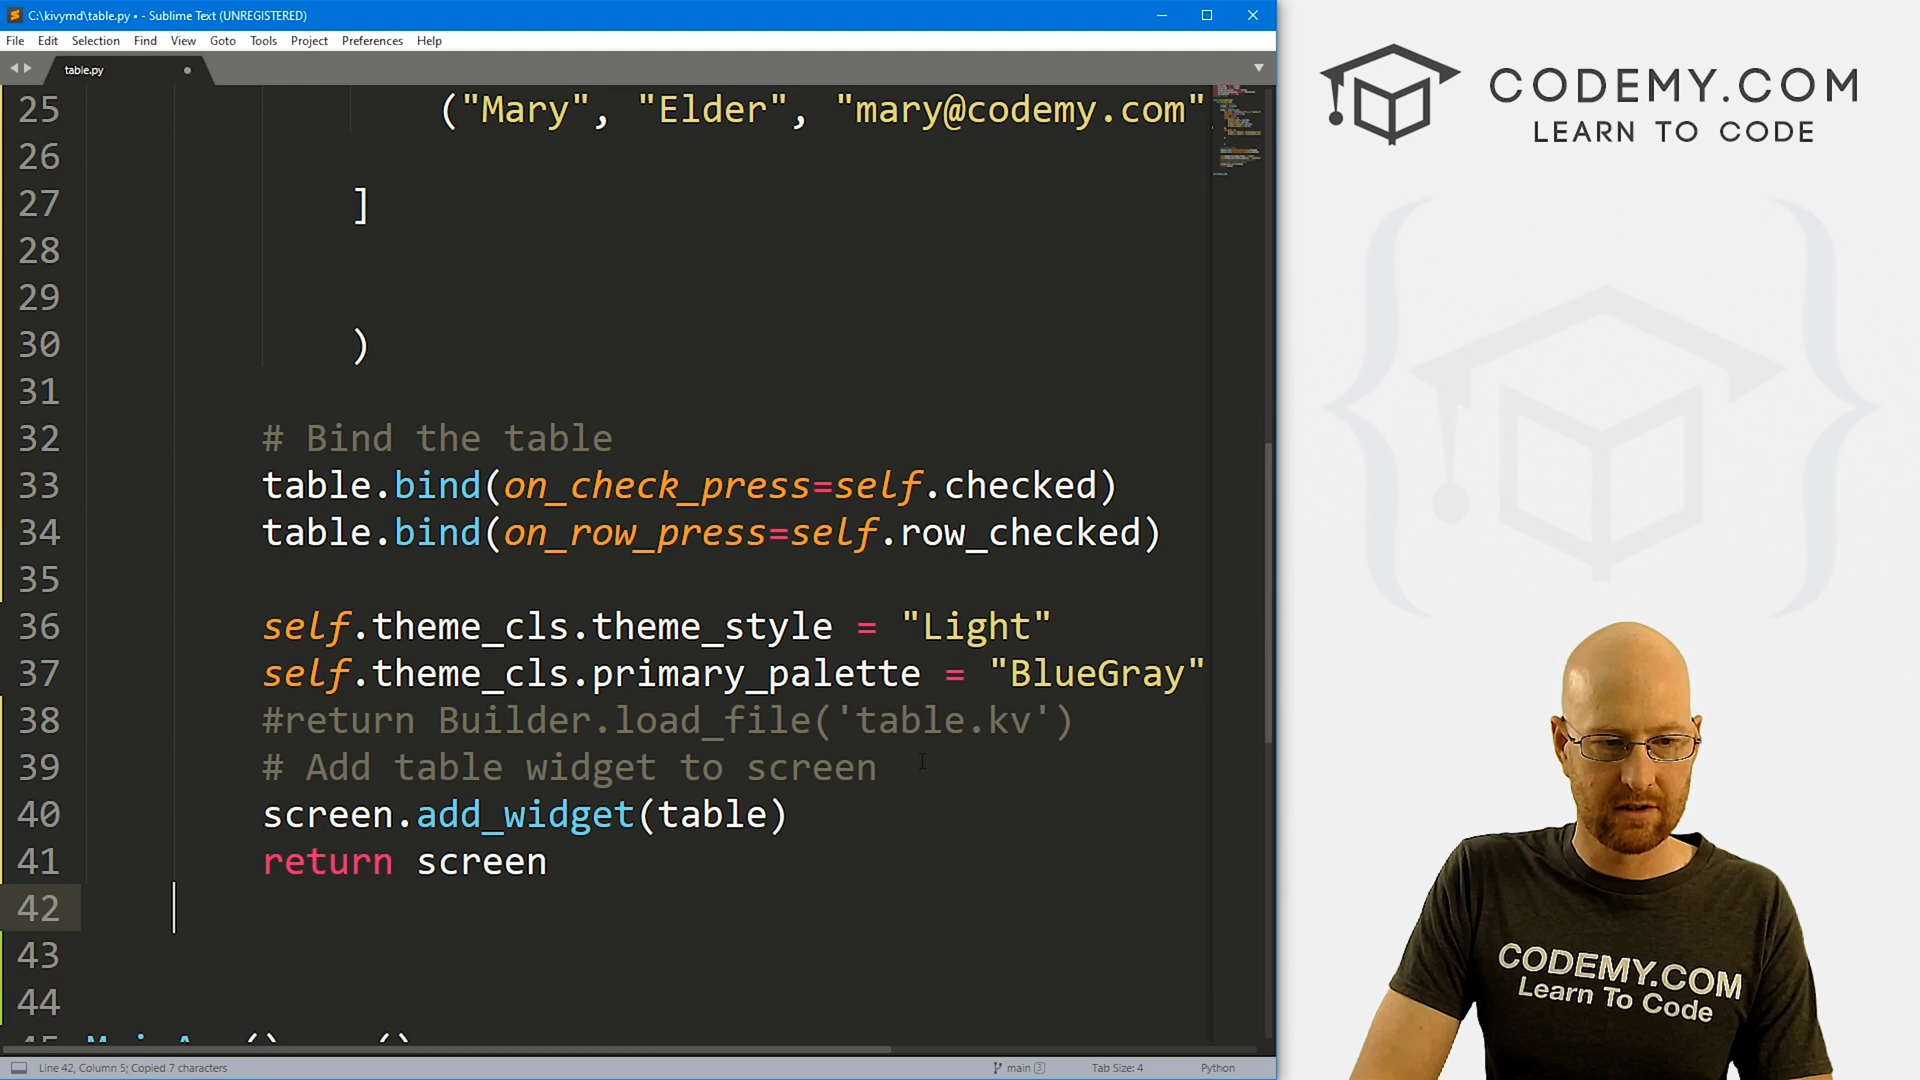 C:\kivymd\table.py • - Sublime Text (UNREGISTERED)
File Edit Selection Find View Goto Tools Project Preferences Help
table.py
25 ("Mary", "Elder", "mary@codemy.com"
26
27 ]
28
29
30 )
31
32 # Bind the table
33 table.bind(on_check_press=self.checked)
34 table.bind(on_row_press=self.row_checked)
35
36 self.theme_cls.theme_style = "Light"
37 self.theme_cls.primary_palette = "BlueGray"
38 #return Builder.load_file('table.kv')
39 # Add table widget to screen
40 screen.add_widget(table)
41 return screen
42
43
44
Line 42, Column 5; Copied 7 characters
main 3
Tab Size: 4
Python
CODEMY.COM
LEARN TO CODE
CODEMY.COM
Learn To Code